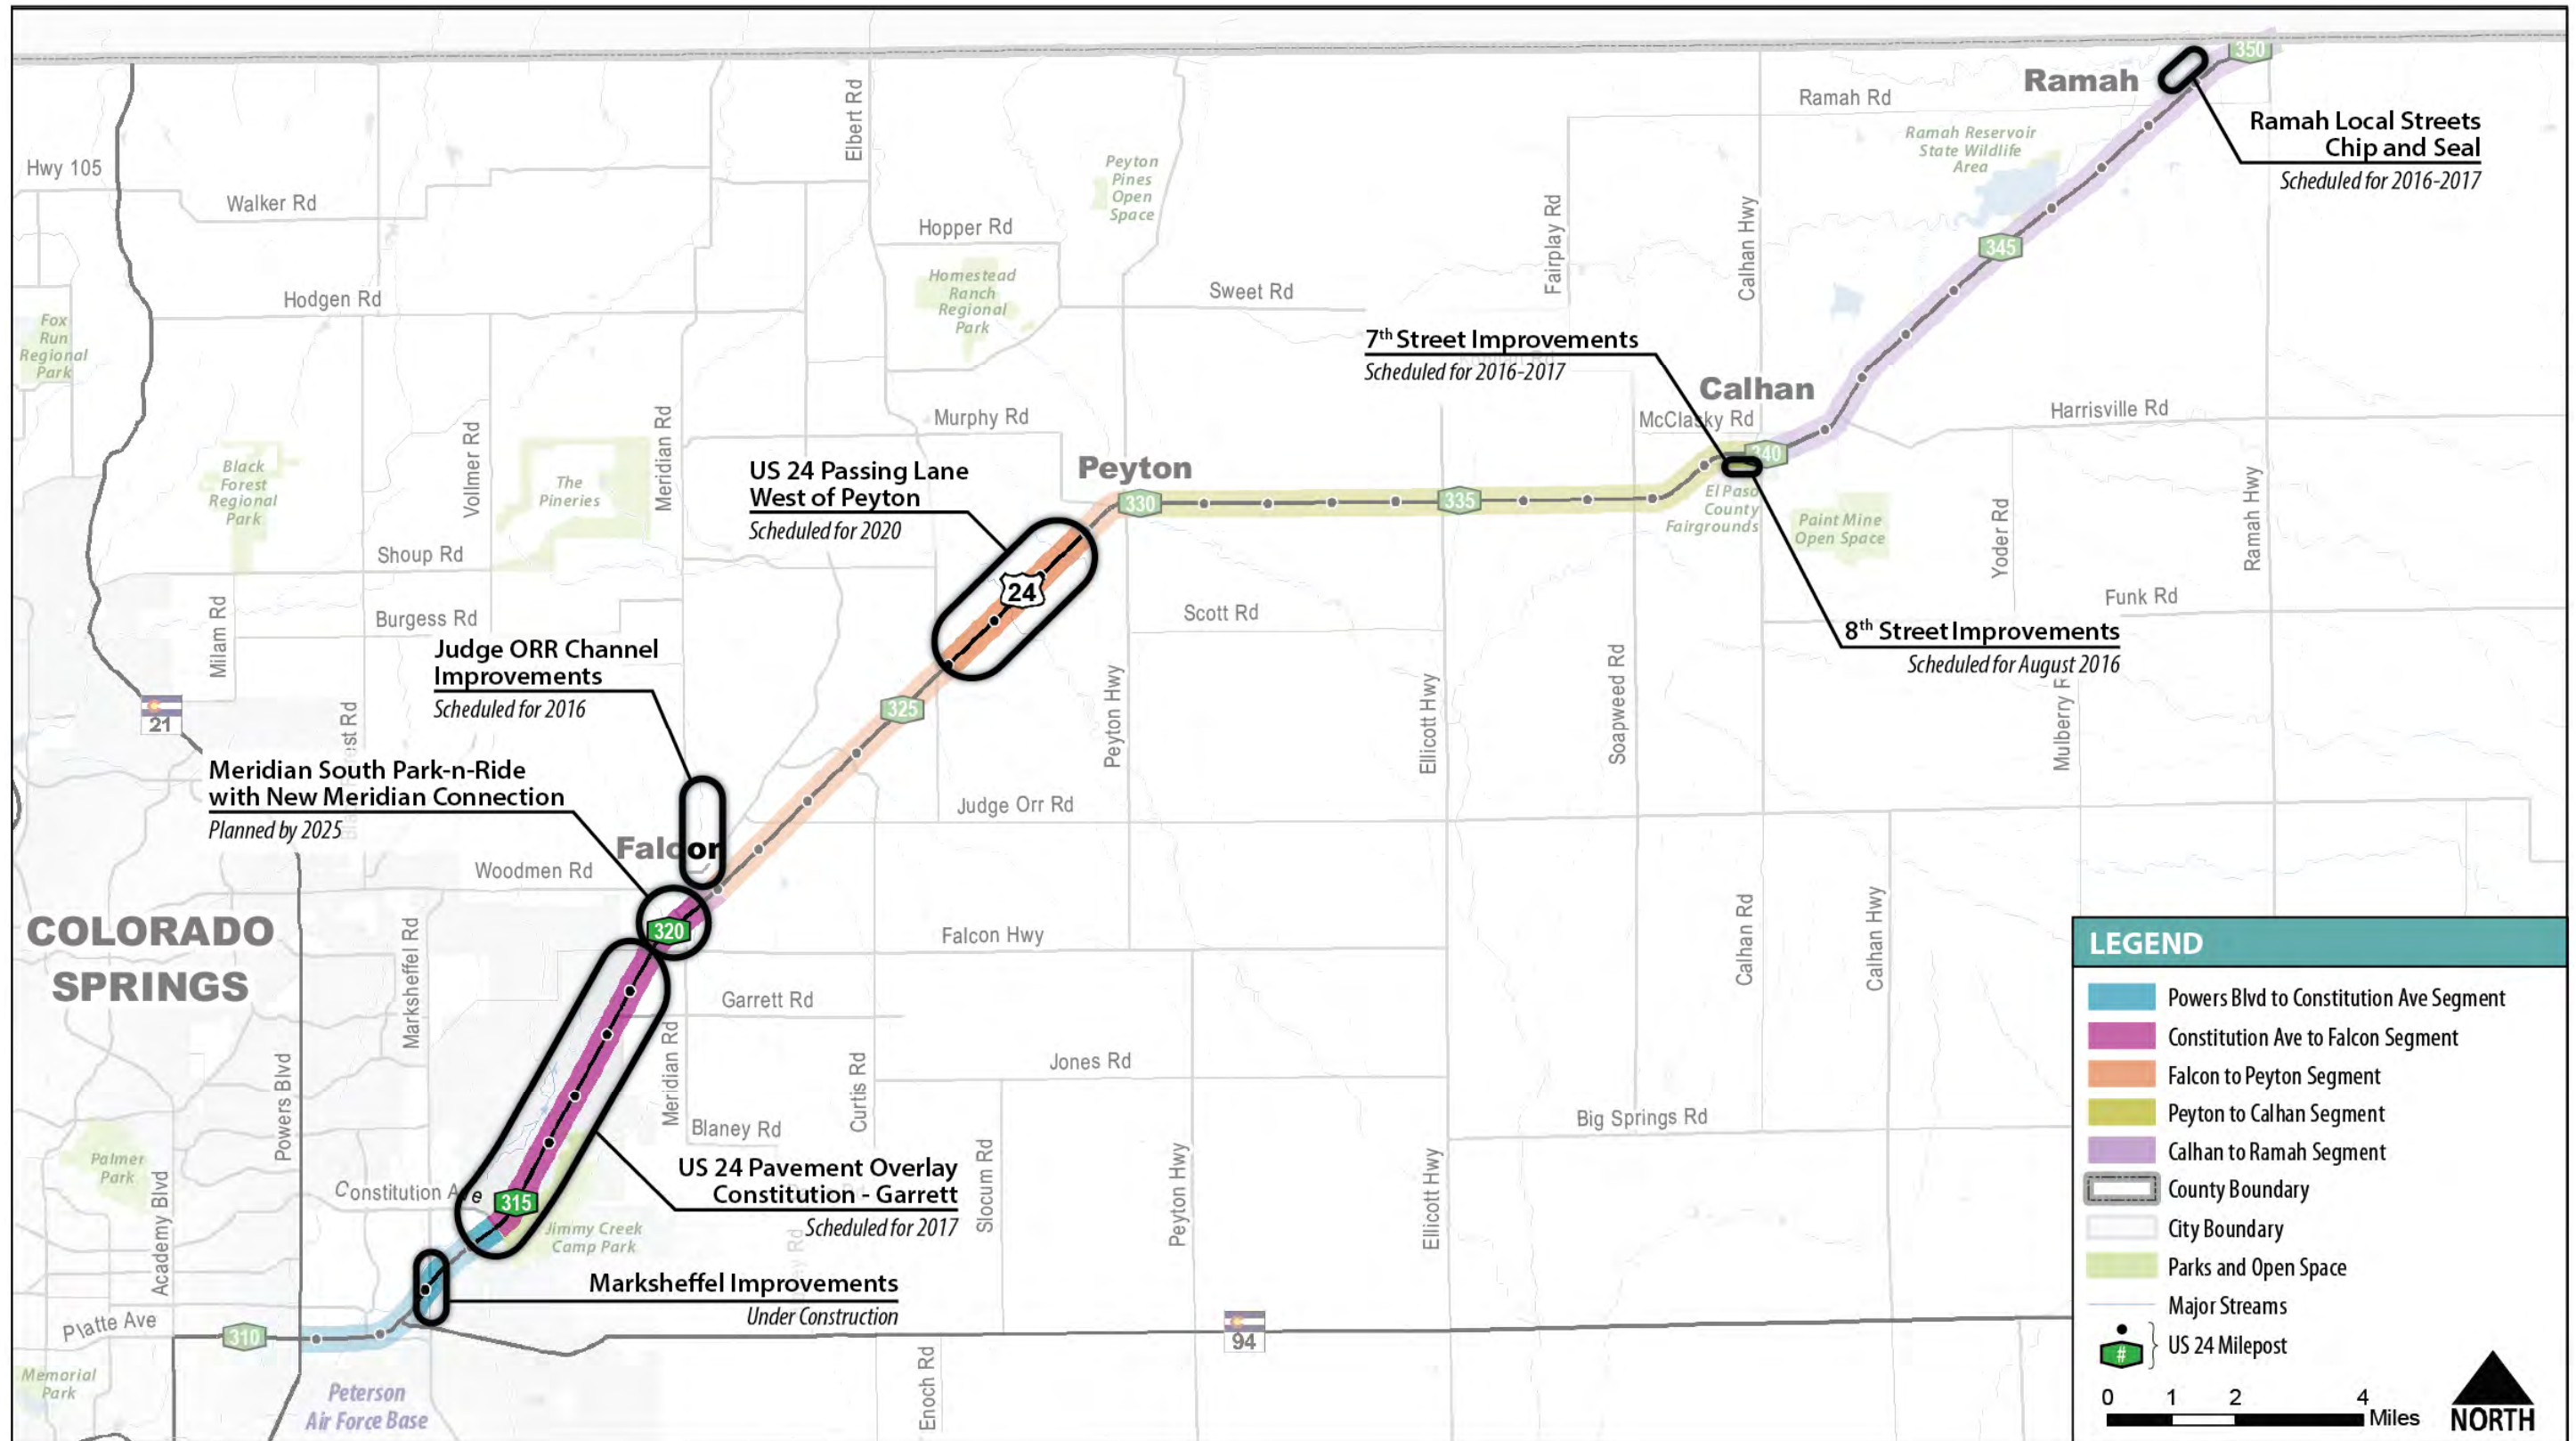 350
Ramah
Ramah Rd
Elbert Rd
Ramah Local Streets
Chip and Seal
Scheduled for 2016-2017
Ramah Reservoir
State Wildlife
Area
Hwy 105
Peyton
Pines
Open
Space
Walker Rd
Hopper Rd
Fairplay Rd
Calhan Hwy
345
Homestead
Ranch
Regional
Park
Sweet Rd
Hodgen Rd
Fox
Run
Regional
Park
7th Street Improvements
Scheduled for 2016-2017
Calhan
Murphy Rd
McClasky Rd
Harrisville Rd
Vollmer Rd
Meridian Rd
340
Black
Forest
Regional
Park
The
Pineries
US 24 Passing Lane
West of Peyton
Scheduled for 2020
Peyton
330
335
El Paso
County
Fairgrounds
Paint Mine
Open Space
Yoder Rd
Ramah Hwy
Shoup Rd
24
Milam Rd
Burgess Rd
Scott Rd
Funk Rd
8th Street Improvements
Scheduled for August 2016
Judge ORR Channel
Improvements
Scheduled for 2016
325
Peyton Hwy
Ellicott Hwy
Soapweed Rd
Mulberry R
21
est Rd
Meridian South Park-n-Ride
with New Meridian Connection
Planned by 2025
Judge Orr Rd
Falcon
Woodmen Rd
COLORADO
SPRINGS
Marksheffel Rd
320
Falcon Hwy
Calhan Rd
Calhan Hwy
Garrett Rd
Powers Blvd
Meridian Rd
Curtis Rd
Jones Rd
Blaney Rd
Big Springs Rd
Palmer
Park
Academy Blvd
Constitution Ave
315
US 24 Pavement Overlay
Constitution - Garrett
Scheduled for 2017
Slocum Rd
Peyton Hwy
Ellicott Hwy
Jimmy Creek
Camp Park
Marksheffel Improvements
Under Construction
Platte Ave
310
94
Memorial
Park
Peterson
Air Force Base
Enoch Rd
LEGEND
Powers Blvd to Constitution Ave Segment
Constitution Ave to Falcon Segment
Falcon to Peyton Segment
Peyton to Calhan Segment
Calhan to Ramah Segment
County Boundary
City Boundary
Parks and Open Space
Major Streams
# US 24 Milepost
0 1 2 4
Miles
NORTH